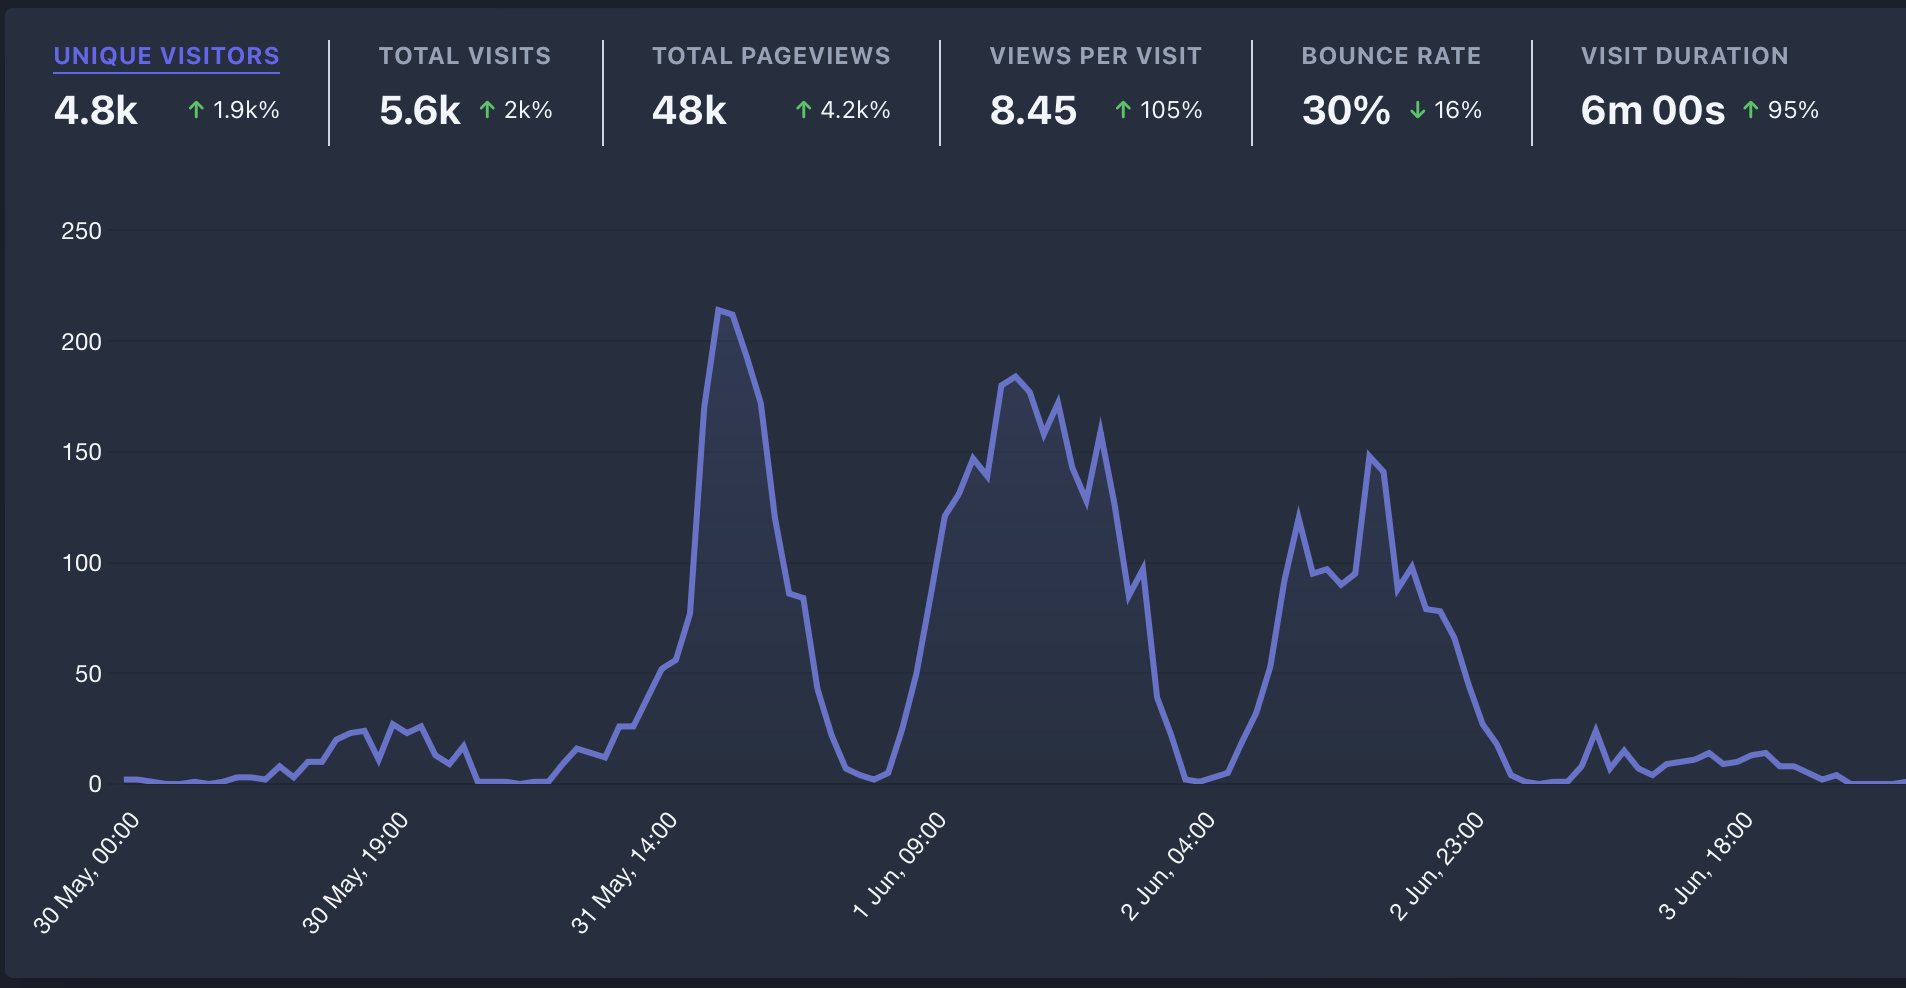 UNIQUE VISITORS
4.8k ↑ 1.9k%
TOTAL VISITS
5.6k ↑ 2k%
TOTAL PAGEVIEWS
48k ↑ 4.2k%
VIEWS PER VISIT
8.45 ↑ 105%
BOUNCE RATE
30% ↓ 16%
VISIT DURATION
6m 00s ↑ 95%
250
200
150
100
50
0
30 May, 00:00
30 May, 19:00
31 May, 14:00
1 Jun, 09:00
2 Jun, 04:00
2 Jun, 23:00
3 Jun, 18:00